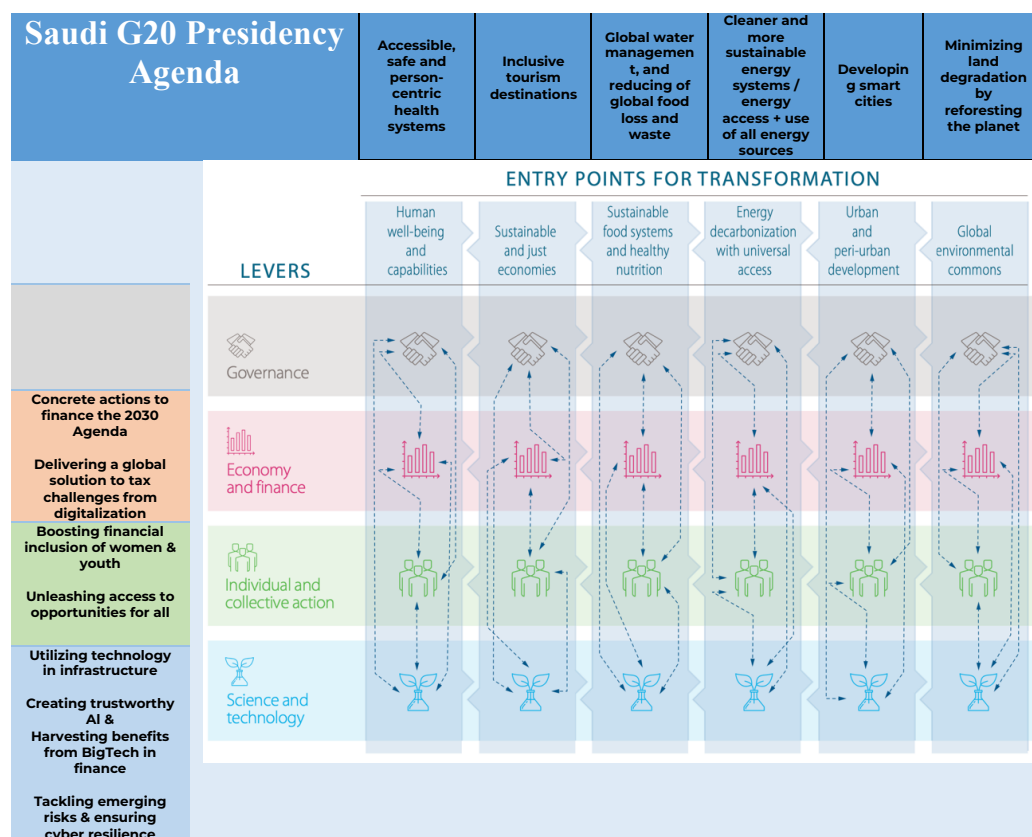 Saudi G20 Presidency
Agenda
Accessible,
safe and
person-
centric
health
systems
Inclusive
tourism
destinations
Global water
managemen
t, and
reducing of
global food
loss and
waste
Cleaner and
more
sustainable
energy
systems /
energy
access + use
of all energy
sources
Developin
g smart
cities
Minimizing
land
degradation
by
reforesting
the planet
ENTRY POINTS FOR TRANSFORMATION
LEVERS
Human
well-being
and
capabilities
Sustainable
and just
economies
Sustainable
food systems
and healthy
nutrition
Energy
decarbonization
with universal
access
Urban
and
peri-urban
development
Global
environmental
commons
Governance
Concrete actions to
finance the 2030
Agenda
Delivering a global
solution to tax
challenges from
digitalization
Economy
and finance
Boosting financial
inclusion of women &
youth
Unleashing access to
opportunities for all
Individual and
collective action
Utilizing technology
in infrastructure
Creating trustworthy
AI &
Harvesting benefits
from BigTech in
finance
Tackling emerging
risks & ensuring
cyber resilience
Science and
technology